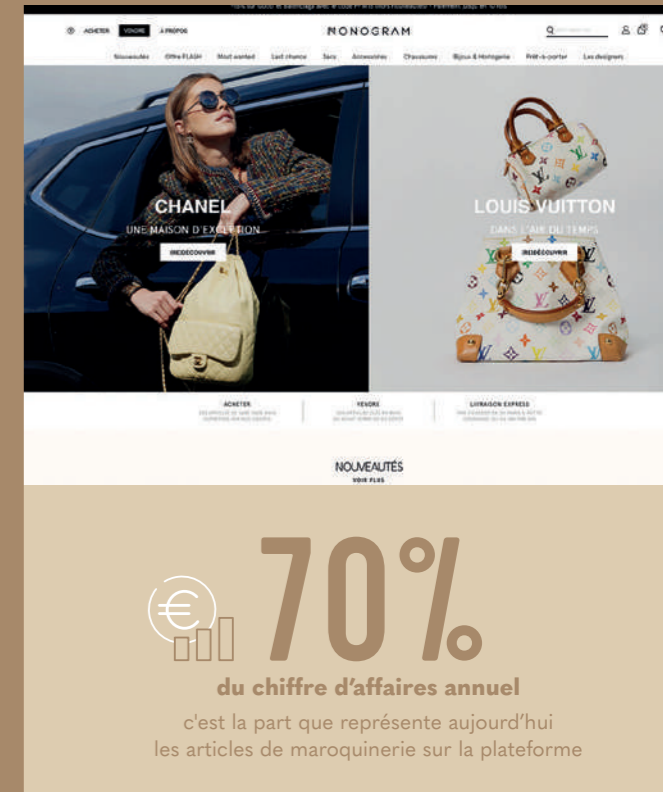 ACHETER VENDRE À PROPOS
MONOGRAM
Nouveautés Offre FLASH Most wanted Last chance Sacs Accessoires Chaussures Bijoux & Horlogerie Prêt-à-porter Les designers
CHANEL
UNE MAISON D'EXCEPTION
(RE)DÉCOUVRIR
LOUIS VUITTON
DANS L'AIR DU TEMPS
(RE)DÉCOUVRIR
ACHETER
VENDRE
LIVRAISON EXPRESS
NOUVEAUTÉS
VOIR PLUS
€
70%
du chiffre d'affaires annuel
c'est la part que représente aujourd'hui
les articles de maroquinerie sur la plateforme